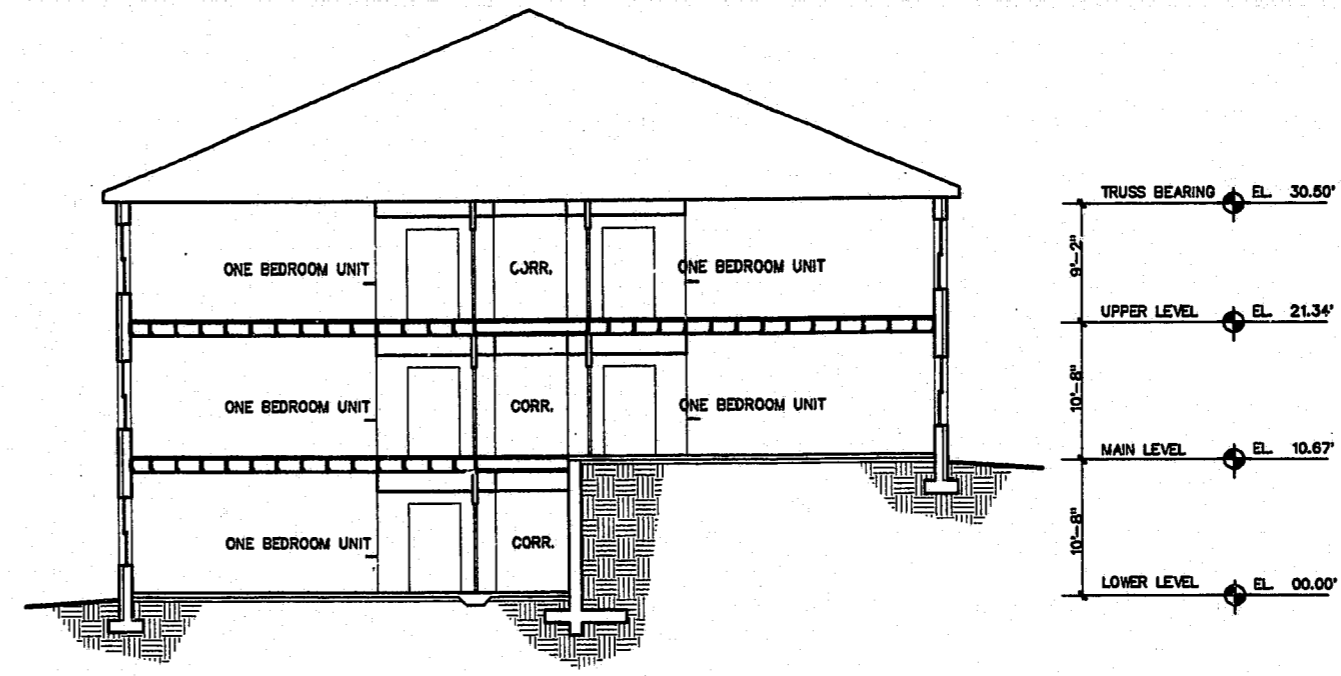 TRUSS BEARING EL. 30.50'
9'-2"
ONE BEDROOM UNIT CORR. ONE BEDROOM UNIT
UPPER LEVEL EL. 21.34'
10'-8"
ONE BEDROOM UNIT CORR. ONE BEDROOM UNIT
MAIN LEVEL EL. 10.67'
10'-8"
ONE BEDROOM UNIT CORR.
LOWER LEVEL EL. 00.00'